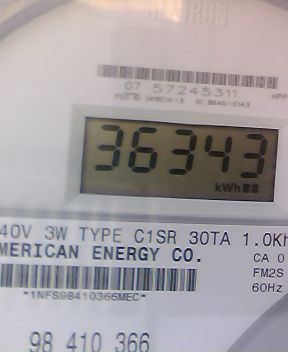 07 57245311
36343
kWh
40V 3W TYPE C1SR 30TA 1.0Kh
MERICAN ENERGY CO.
CA 0
FM2S
60Hz
*1NFS98410366MEC*
98 410 366